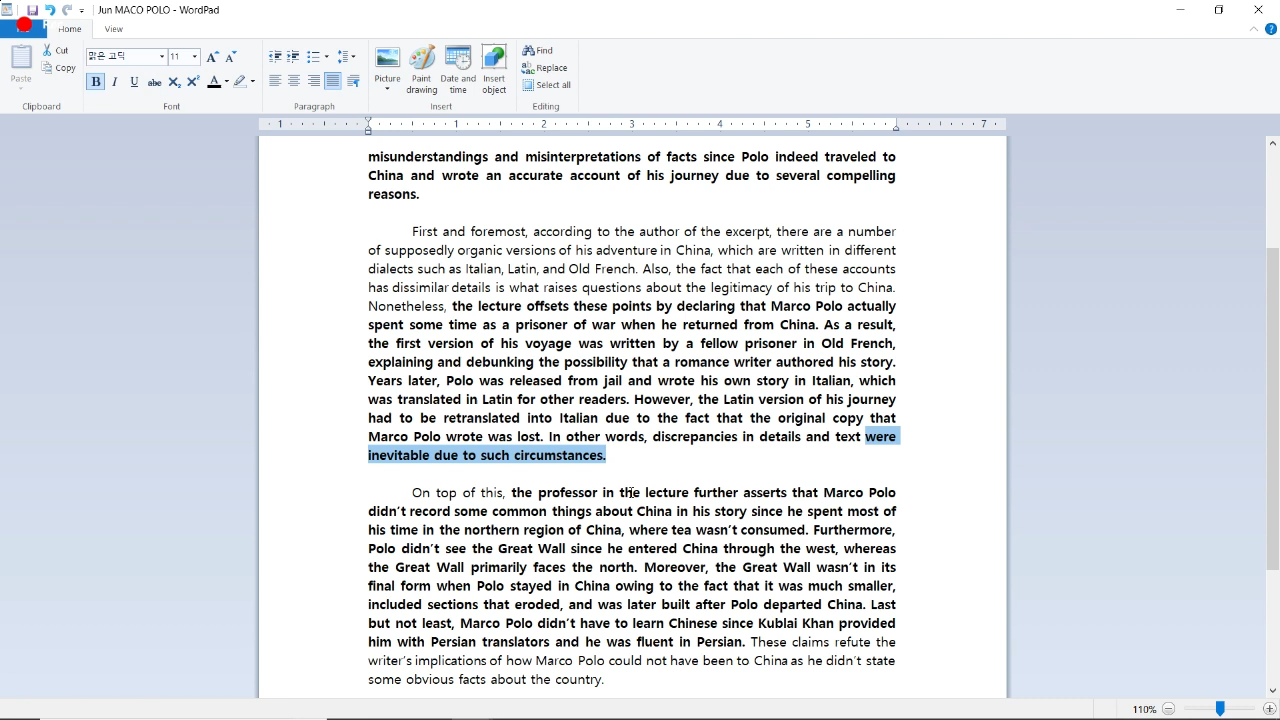 Jun MACO POLO - WordPad
Home
View
Paste
Cut
Copy
Clipboard
맑은 고딕
11
B I U abc X₂ X² A
Font
Paragraph
Picture
Paint drawing
Date and time
Insert object
Insert
Find
Replace
Select all
Editing
1 1 2 3 4 5 7
misunderstandings and misinterpretations of facts since Polo indeed traveled to
China and wrote an accurate account of his journey due to several compelling
reasons.
First and foremost, according to the author of the excerpt, there are a number
of supposedly organic versions of his adventure in China, which are written in different
dialects such as Italian, Latin, and Old French. Also, the fact that each of these accounts
has dissimilar details is what raises questions about the legitimacy of his trip to China.
Nonetheless, the lecture offsets these points by declaring that Marco Polo actually
spent some time as a prisoner of war when he returned from China. As a result,
the first version of his voyage was written by a fellow prisoner in Old French,
explaining and debunking the possibility that a romance writer authored his story.
Years later, Polo was released from jail and wrote his own story in Italian, which
was translated in Latin for other readers. However, the Latin version of his journey
had to be retranslated into Italian due to the fact that the original copy that
Marco Polo wrote was lost. In other words, discrepancies in details and text were
inevitable due to such circumstances.
On top of this, the professor in the lecture further asserts that Marco Polo
didn't record some common things about China in his story since he spent most of
his time in the northern region of China, where tea wasn't consumed. Furthermore,
Polo didn't see the Great Wall since he entered China through the west, whereas
the Great Wall primarily faces the north. Moreover, the Great Wall wasn't in its
final form when Polo stayed in China owing to the fact that it was much smaller,
included sections that eroded, and was later built after Polo departed China. Last
but not least, Marco Polo didn't have to learn Chinese since Kublai Khan provided
him with Persian translators and he was fluent in Persian. These claims refute the
writer's implications of how Marco Polo could not have been to China as he didn't state
some obvious facts about the country.
110%